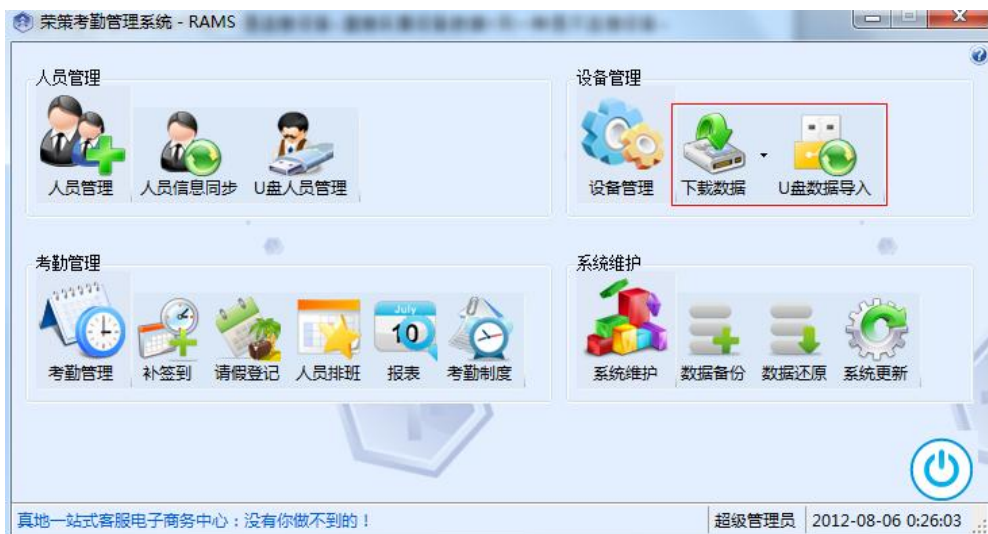 荣策考勤管理系统 - RAMS
人员管理
人员管理 人员信息同步 U盘人员管理
设备管理
设备管理 下载数据 U盘数据导入
考勤管理
July
10
考勤管理 补签到 请假登记 人员排班 报表 考勤制度
系统维护
系统维护 数据备份 数据还原 系统更新
真地一站式客服电子商务中心：没有你做不到的！ 超级管理员 2012-08-06 0:26:03